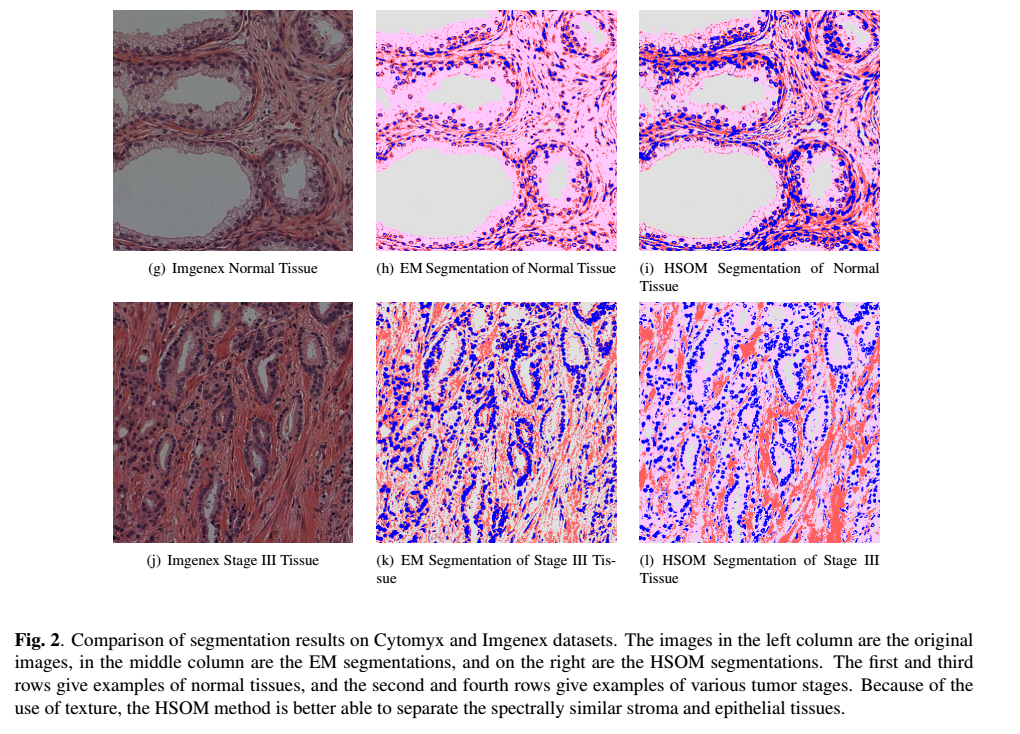 (g) Imgenex Normal Tissue
(h) EM Segmentation of Normal Tissue
(i) HSOM Segmentation of Normal
Tissue
(j) Imgenex Stage III Tissue
(k) EM Segmentation of Stage III Tis-
sue
(l) HSOM Segmentation of Stage III
Tissue
Fig. 2. Comparison of segmentation results on Cytomyx and Imgenex datasets. The images in the left column are the original
images, in the middle column are the EM segmentations, and on the right are the HSOM segmentations. The first and third
rows give examples of normal tissues, and the second and fourth rows give examples of various tumor stages. Because of the
use of texture, the HSOM method is better able to separate the spectrally similar stroma and epithelial tissues.